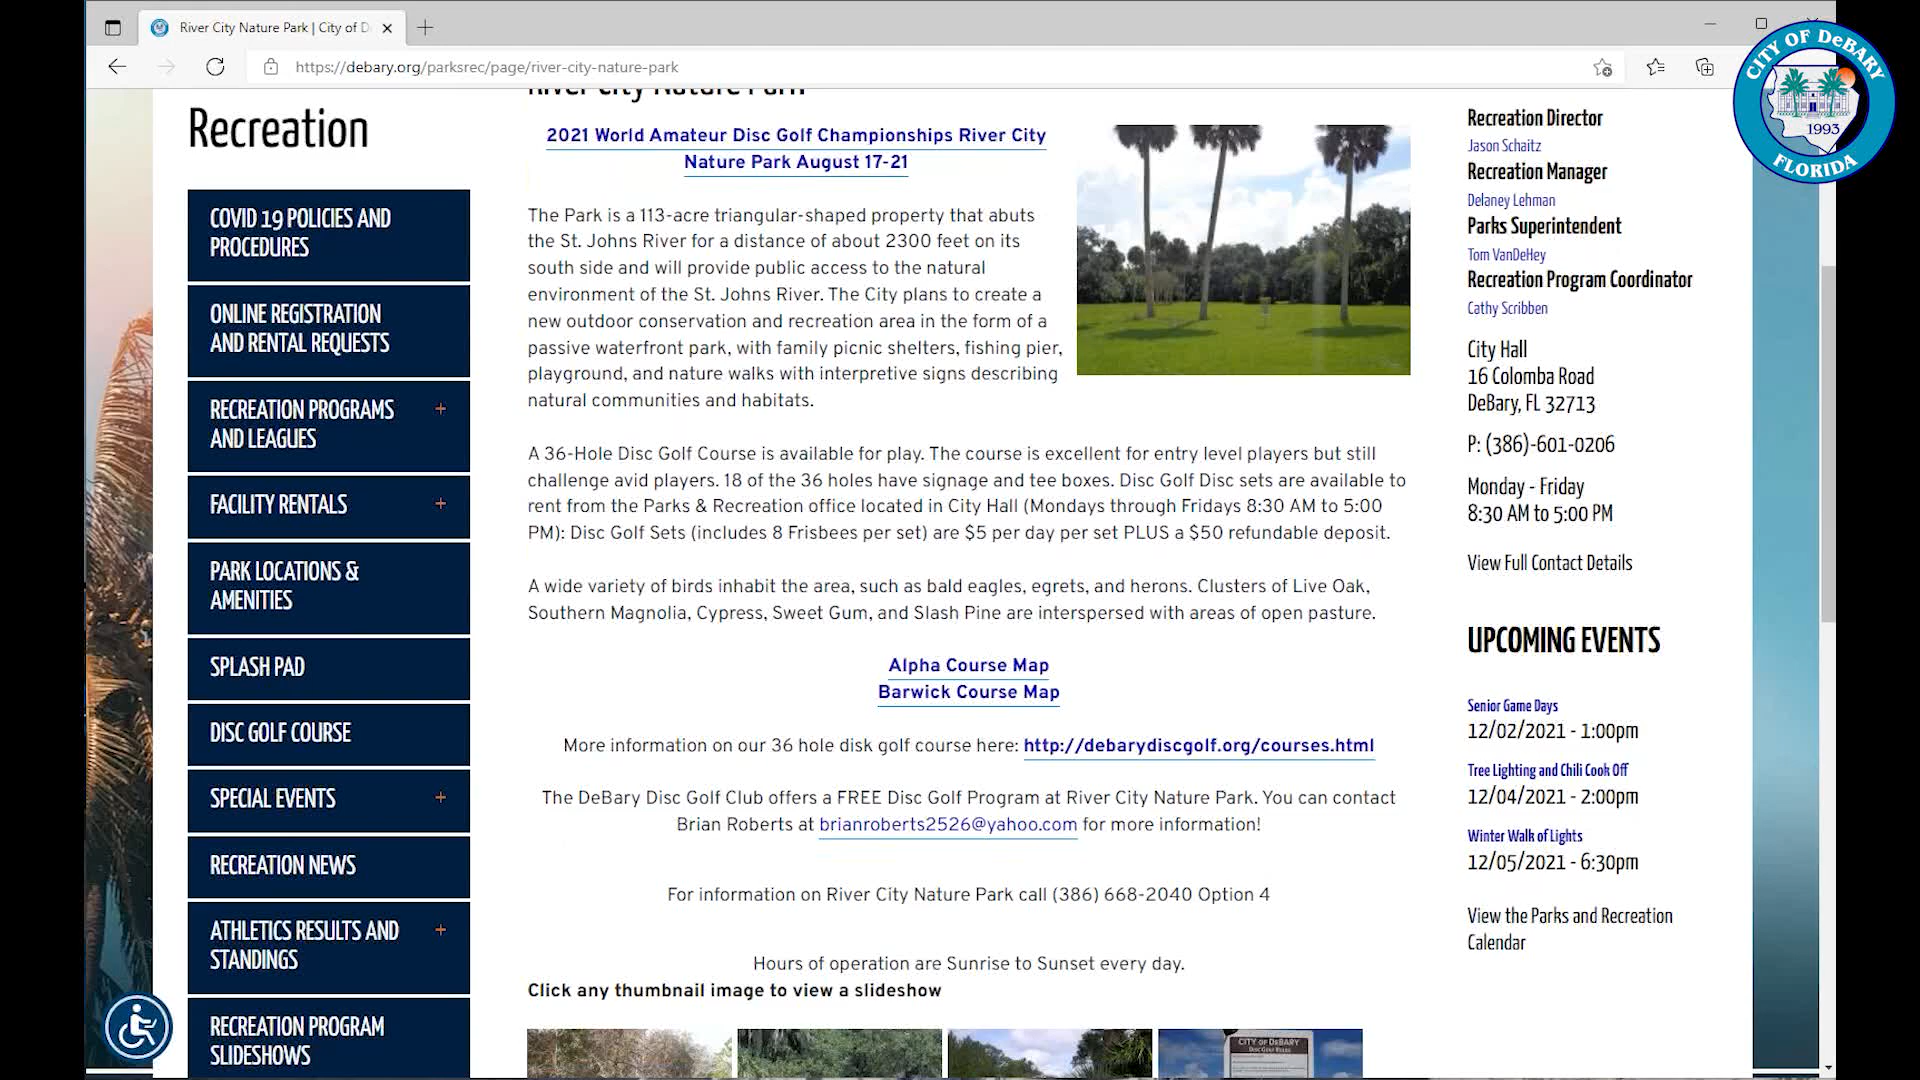 River City Nature Park | City of D
https://debary.org/parksrec/page/river-city-nature-park
CITY OF DeBARY
1993
FLORIDA
Recreation
COVID 19 POLICIES AND
PROCEDURES
ONLINE REGISTRATION
AND RENTAL REQUESTS
RECREATION PROGRAMS
AND LEAGUES
+
FACILITY RENTALS
+
PARK LOCATIONS &
AMENITIES
SPLASH PAD
DISC GOLF COURSE
SPECIAL EVENTS
+
RECREATION NEWS
ATHLETICS RESULTS AND
STANDINGS
+
RECREATION PROGRAM
SLIDESHOWS
River City Nature Park
2021 World Amateur Disc Golf Championships River City
Nature Park August 17-21
The Park is a 113-acre triangular-shaped property that abuts
the St. Johns River for a distance of about 2300 feet on its
south side and will provide public access to the natural
environment of the St. Johns River. The City plans to create a
new outdoor conservation and recreation area in the form of a
passive waterfront park, with family picnic shelters, fishing pier,
playground, and nature walks with interpretive signs describing
natural communities and habitats.
A 36-Hole Disc Golf Course is available for play. The course is excellent for entry level players but still
challenge avid players. 18 of the 36 holes have signage and tee boxes. Disc Golf Disc sets are available to
rent from the Parks & Recreation office located in City Hall (Mondays through Fridays 8:30 AM to 5:00
PM): Disc Golf Sets (includes 8 Frisbees per set) are $5 per day per set PLUS a $50 refundable deposit.
A wide variety of birds inhabit the area, such as bald eagles, egrets, and herons. Clusters of Live Oak,
Southern Magnolia, Cypress, Sweet Gum, and Slash Pine are interspersed with areas of open pasture.
Alpha Course Map
Barwick Course Map
More information on our 36 hole disk golf course here: http://debarydiscgolf.org/courses.html
The DeBary Disc Golf Club offers a FREE Disc Golf Program at River City Nature Park. You can contact
Brian Roberts at brianroberts2526@yahoo.com for more information!
For information on River City Nature Park call (386) 668-2040 Option 4
Hours of operation are Sunrise to Sunset every day.
Click any thumbnail image to view a slideshow
CITY OF DeBARY
DISC GOLF RULES
Recreation Director
Jason Schaitz
Recreation Manager
Delaney Lehman
Parks Superintendent
Tom VanDeHey
Recreation Program Coordinator
Cathy Scribben
City Hall
16 Colomba Road
DeBary, FL 32713
P: (386)-601-0206
Monday - Friday
8:30 AM to 5:00 PM
View Full Contact Details
UPCOMING EVENTS
Senior Game Days
12/02/2021 - 1:00pm
Tree Lighting and Chili Cook Off
12/04/2021 - 2:00pm
Winter Walk of Lights
12/05/2021 - 6:30pm
View the Parks and Recreation
Calendar